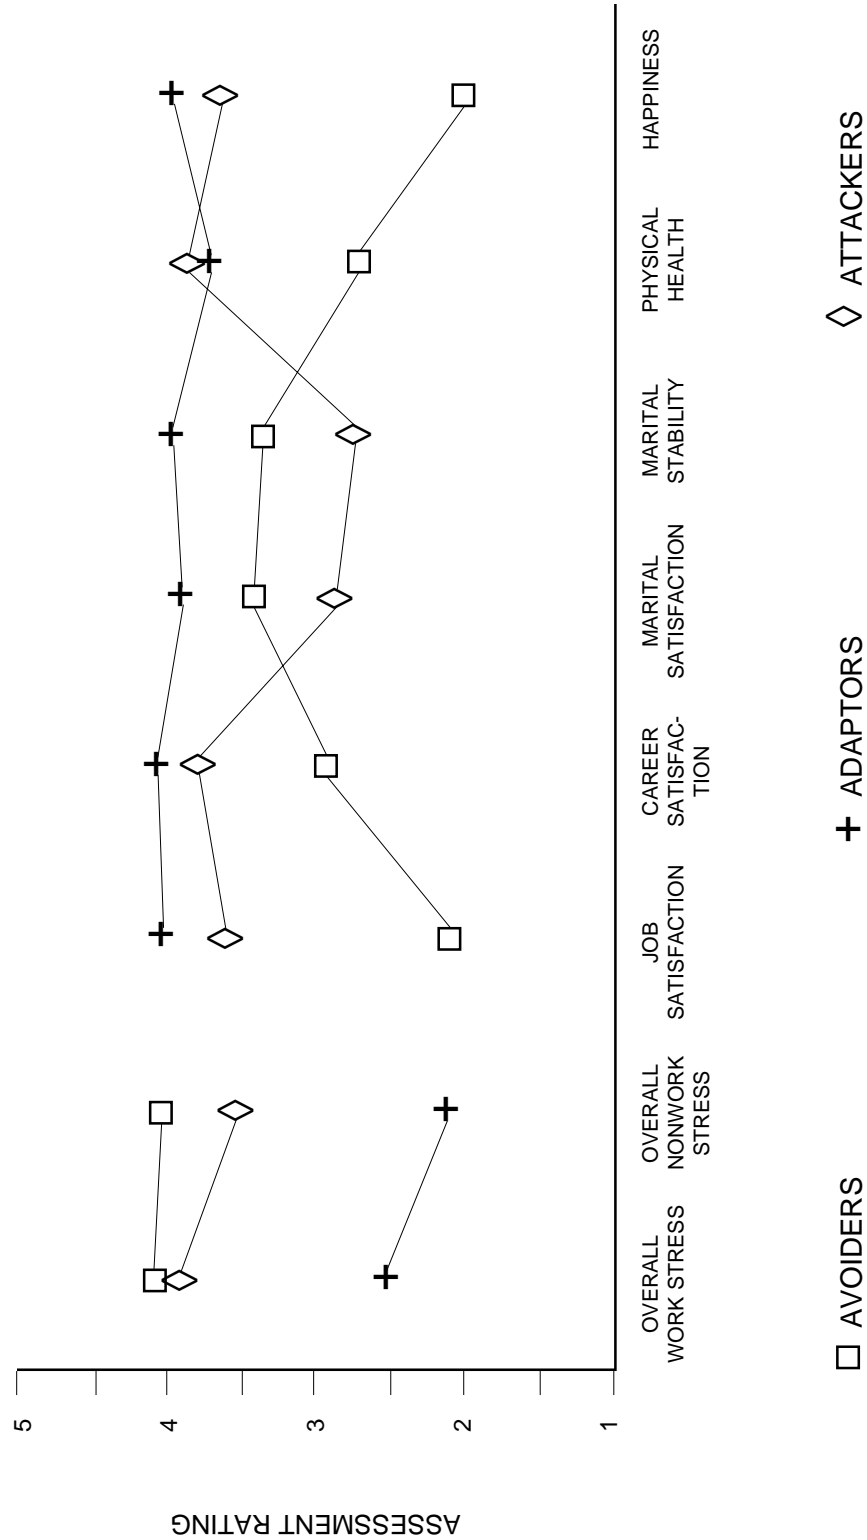 ASSESSMENT RATING
5
4
3
2
1
OVERALL
WORK STRESS
OVERALL
NONWORK
STRESS
JOB
SATISFACTION
CAREER
SATISFAC-
TION
MARITAL
SATISFACTION
MARITAL
STABILITY
PHYSICAL
HEALTH
HAPPINESS
AVOIDERS
ADAPTORS
ATTACKERS